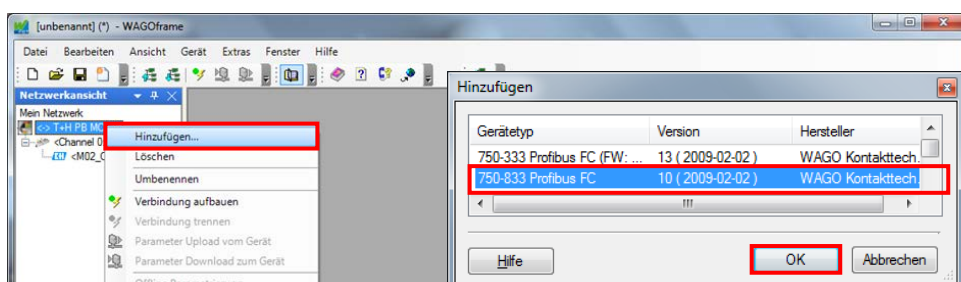 [unbenannt] (*) - WAGOframe
Datei Bearbeiten Ansicht Gerät Extras Fenster Hilfe
Netzwerkansicht
Mein Netzwerk
<-> T+H PB
<Channel 0
<M02_
Hinzufügen...
Löschen
Umbenennen
Verbindung aufbauen
Verbindung trennen
Parameter Upload vom Gerät
Parameter Download zum Gerät
Hinzufügen
Gerätetyp Version Hersteller
750-333 Profibus FC (FW: ... 13 ( 2009-02-02 ) WAGO Kontakttech.
750-833 Profibus FC 10 ( 2009-02-02 ) WAGO Kontakttech.
Hilfe OK Abbrechen